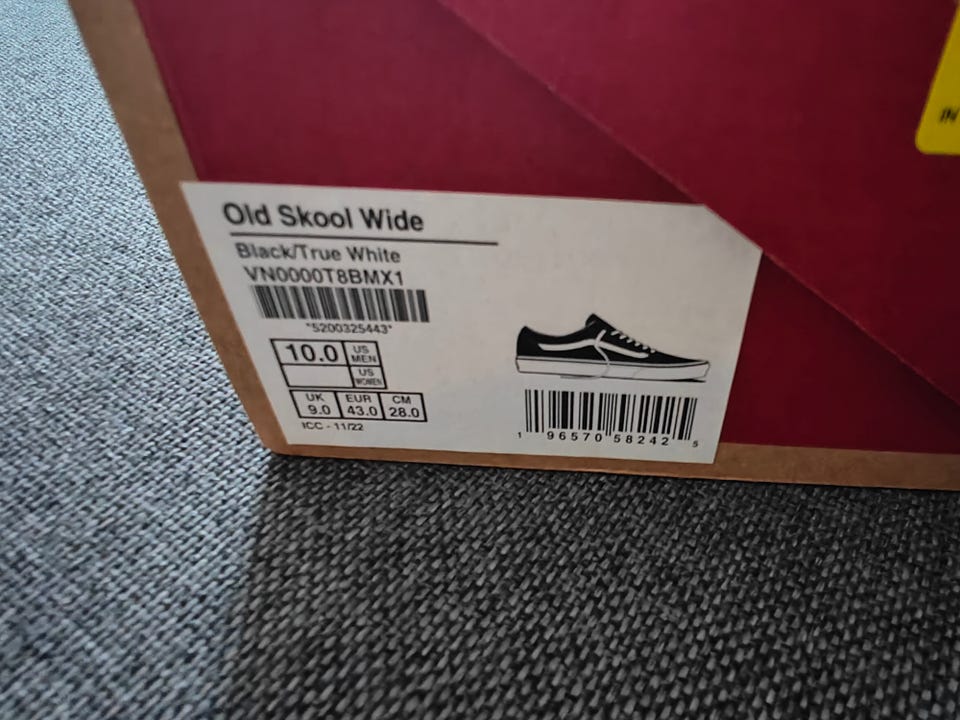 Old Skool Wide
Black/True White
VN0000T8BMX1
*5200325443*
10.0 US MEN
US WOMEN
UK EUR CM
9.0 43.0 28.0
ICC - 11/22
1 96570 58242 5